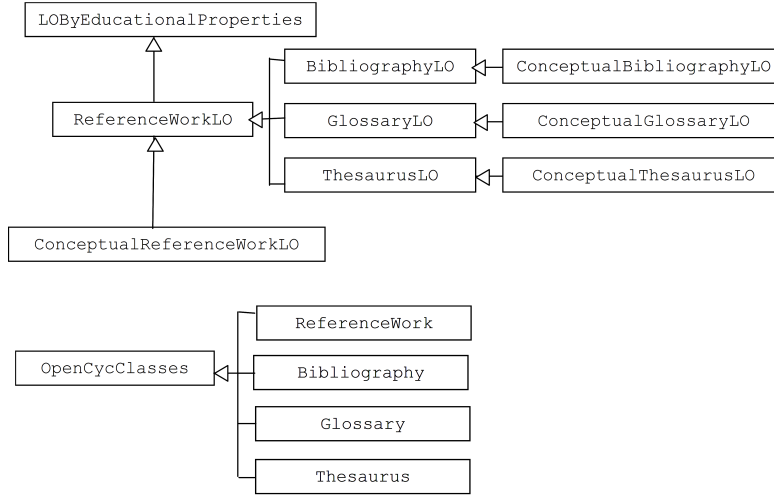 LOByEducationalProperties
BibliographyLO
ConceptualBibliographyLO
ReferenceWorkLO
GlossaryLO
ConceptualGlossaryLO
ThesaurusLO
ConceptualThesaurusLO
ConceptualReferenceWorkLO
ReferenceWork
OpenCycClasses
Bibliography
Glossary
Thesaurus